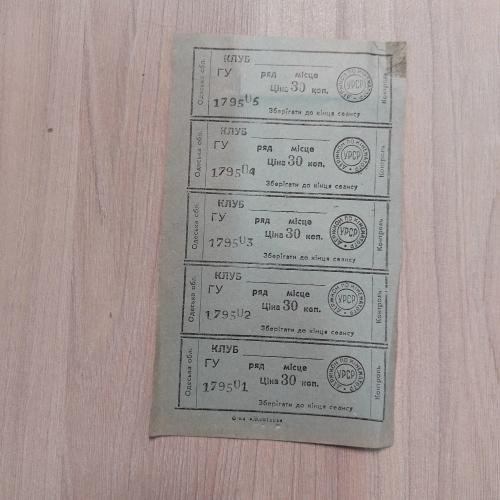 Одеська обл.
КЛУБ
ГУ ряд місце
Ціна 30 коп.
179505
Зберігати до кінця сеансу
УРСР
Контроль
Одеська обл.
КЛУБ
ГУ ряд місце
Ціна 30 коп.
179504
Зберігати до кінця сеансу
УРСР
Контроль
Одеська обл.
КЛУБ
ГУ ряд місце
Ціна 30 коп.
179503
Зберігати до кінця сеансу
УРСР
Контроль
Одеська обл.
КЛУБ
ГУ ряд місце
Ціна 30 коп.
179502
Зберігати до кінця сеансу
УРСР
Контроль
Одеська обл.
КЛУБ
ГУ ряд місце
Ціна 30 коп.
179501
Зберігати до кінця сеансу
УРСР
Контроль